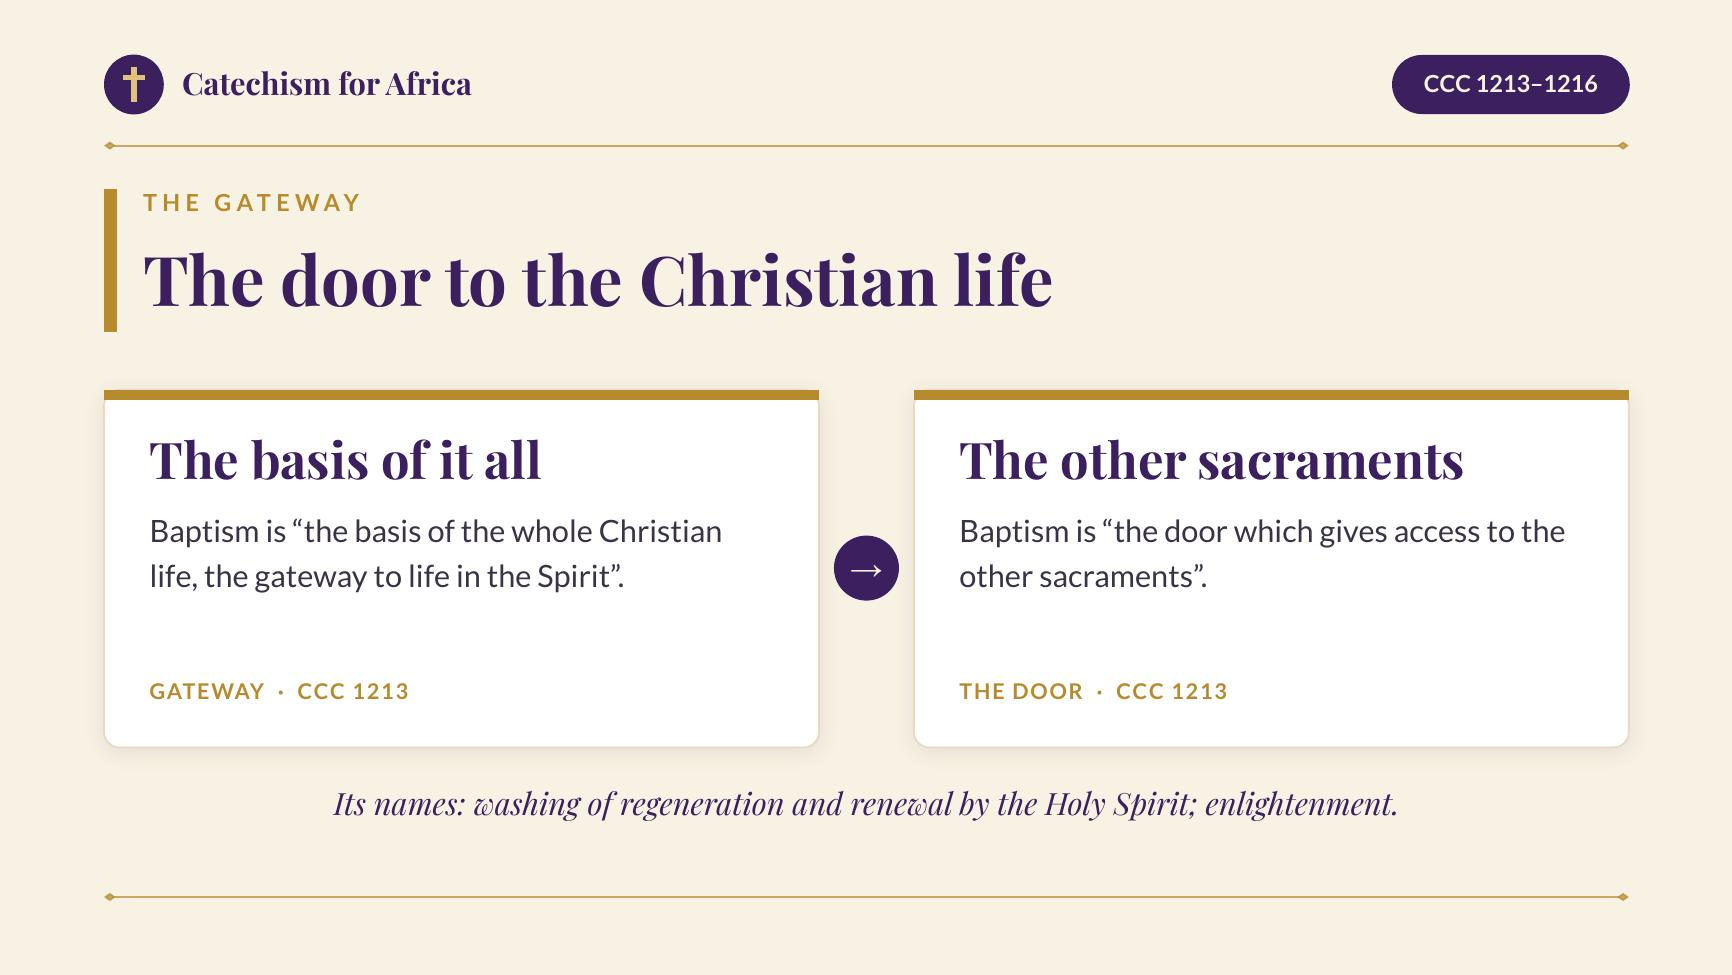 Catechism for Africa
CCC 1213–1216
THE GATEWAY
The door to the Christian life
The basis of it all
Baptism is “the basis of the whole Christian
life, the gateway to life in the Spirit”.
GATEWAY · CCC 1213
→
The other sacraments
Baptism is “the door which gives access to the
other sacraments”.
THE DOOR · CCC 1213
Its names: washing of regeneration and renewal by the Holy Spirit; enlightenment.